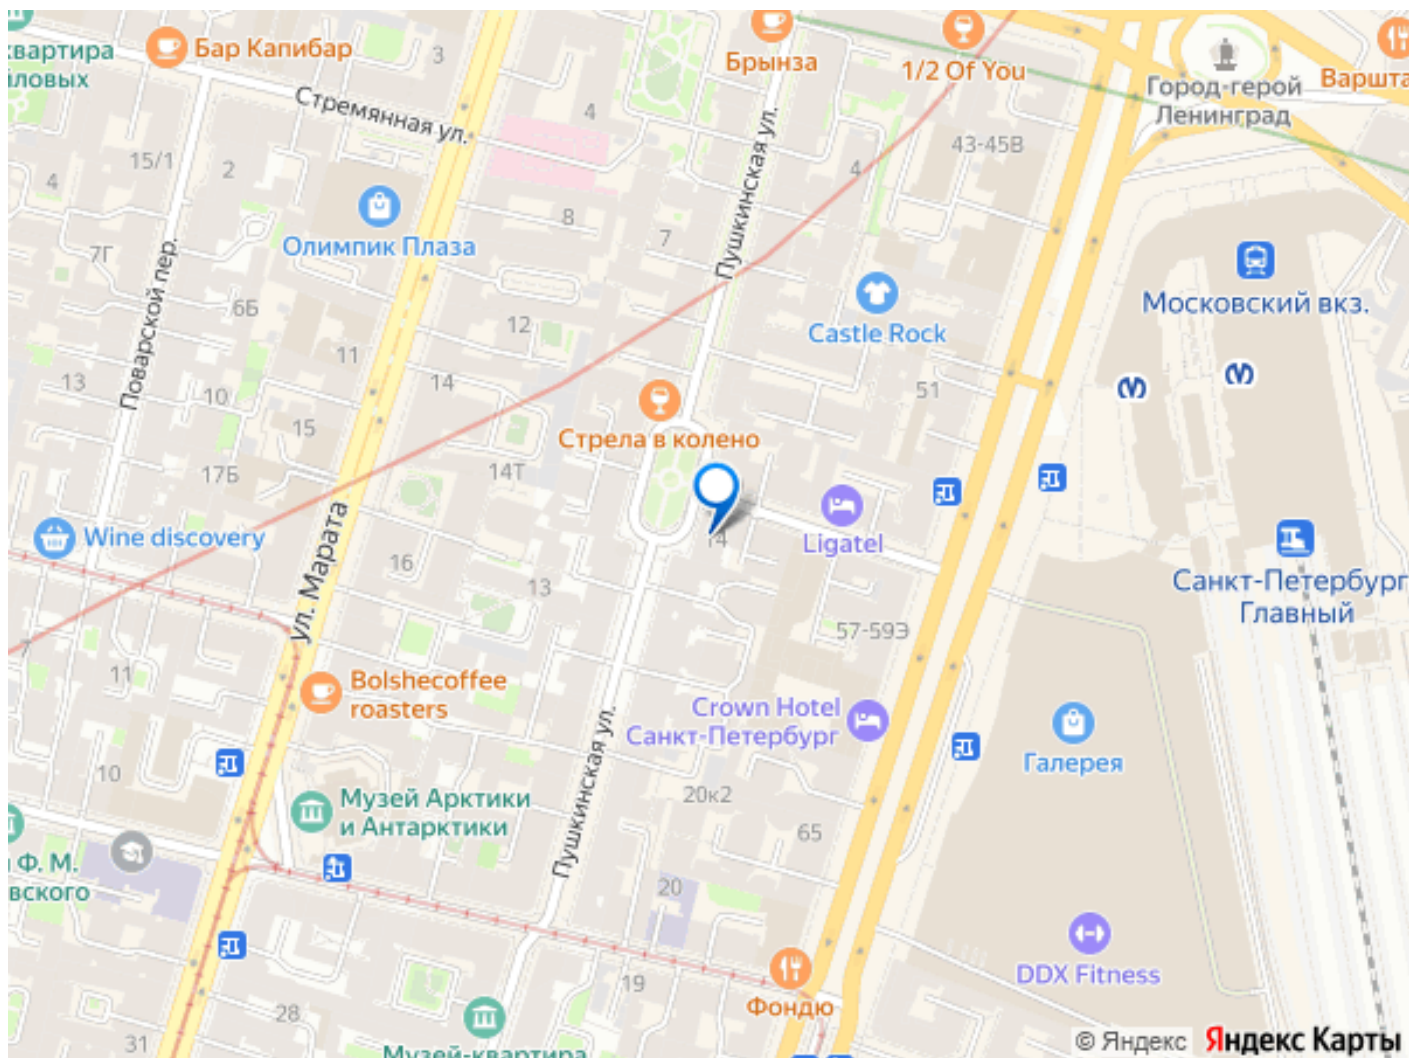 квартира
йловых
Бар Капибар
3
Брынза
1/2 Of You
Город-герой
Ленинград
Варшта
Стремянная ул.
4
43-45В
15/1
2
4
4
Пушкинская ул.
8
7
Олимпик Плаза
7Г
6Б
Поварской пер.
Московский вкз.
Castle Rock
12
11
14
13
10
15
51
Стрела в колено
17Б
14Т
Wine discovery
ул. Марата
Ligatel
14
16
13
Санкт-Петербург
Главный
57-59Э
7
11
Bolshecoffee
roasters
Crown Hotel
Санкт-Петербург
Пушкинская ул.
Галерея
10
20к2
Музей Арктики
и Антарктики
65
Ф. М.
вского
20
DDX Fitness
19
Фондю
28
31
Музей-квартира
© Яндекс Яндекс Карты